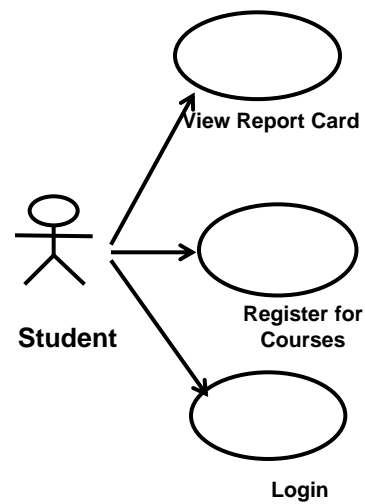 View Report Card
Register for
Courses
Student
Login